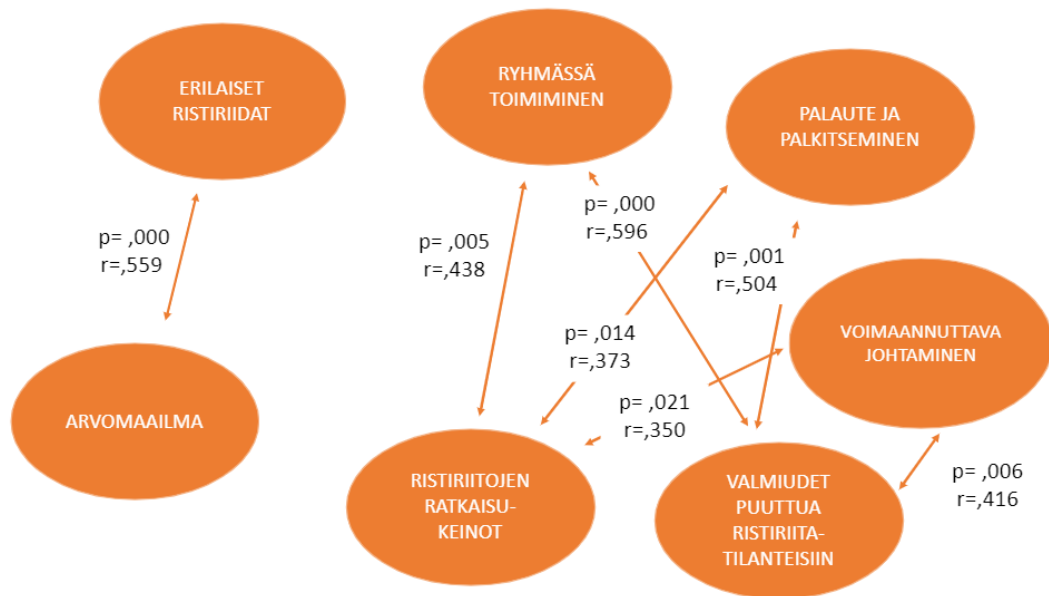 ERILAISET
RISTIRIIDAT
RYHMÄSSÄ
TOIMIMINEN
PALAUTE JA
PALKITSEMINEN
p= ,000
r=,559
p= ,005
r=,438
p= ,000
r=,596
p= ,001
r=,504
p= ,014
r=,373
VOIMAANNUTTAVA
JOHTAMINEN
p= ,021
r=,350
ARVOMAAILMA
RISTIRIITOJEN
RATKAISU-
KEINOT
VALMIUDET
PUUTTUA
RISTIRIITA-
TILANTEISIIN
p= ,006
r=,416